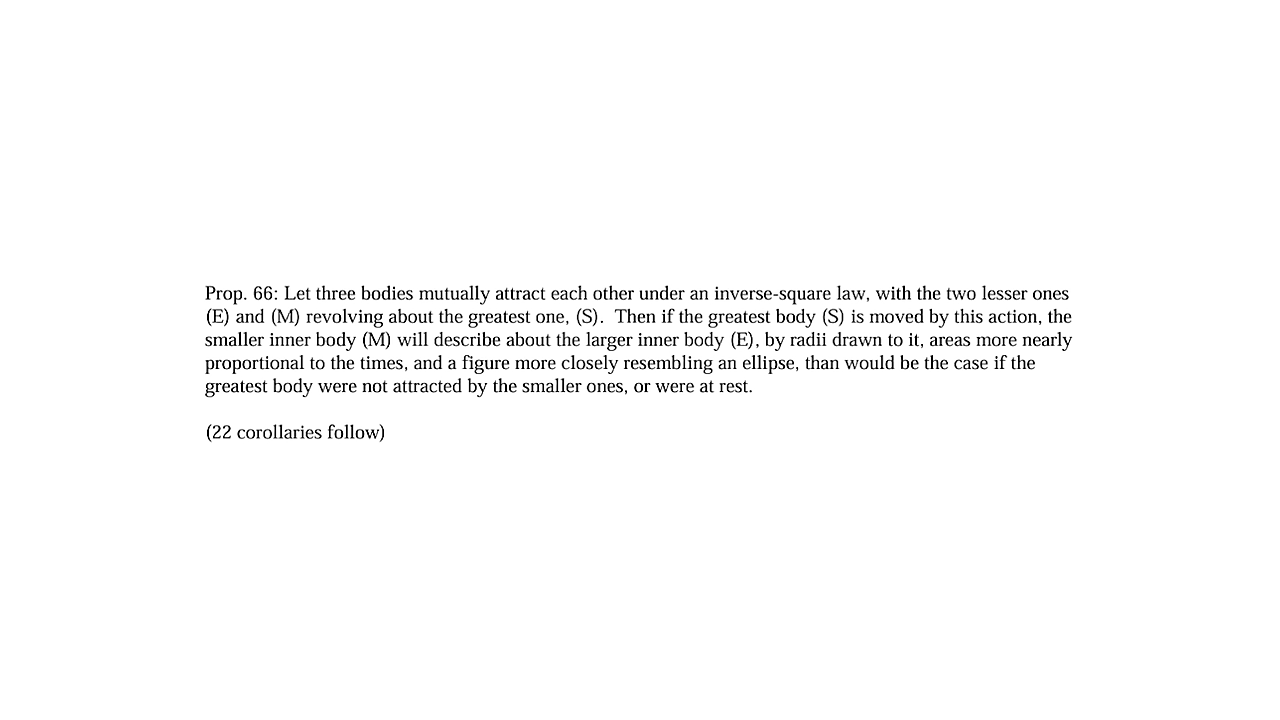 Prop. 66: Let three bodies mutually attract each other under an inverse-square law, with the two lesser ones
(E) and (M) revolving about the greatest one, (S).  Then if the greatest body (S) is moved by this action, the
smaller inner body (M) will describe about the larger inner body (E), by radii drawn to it, areas more nearly
proportional to the times, and a figure more closely resembling an ellipse, than would be the case if the
greatest body were not attracted by the smaller ones, or were at rest.
(22 corollaries follow)